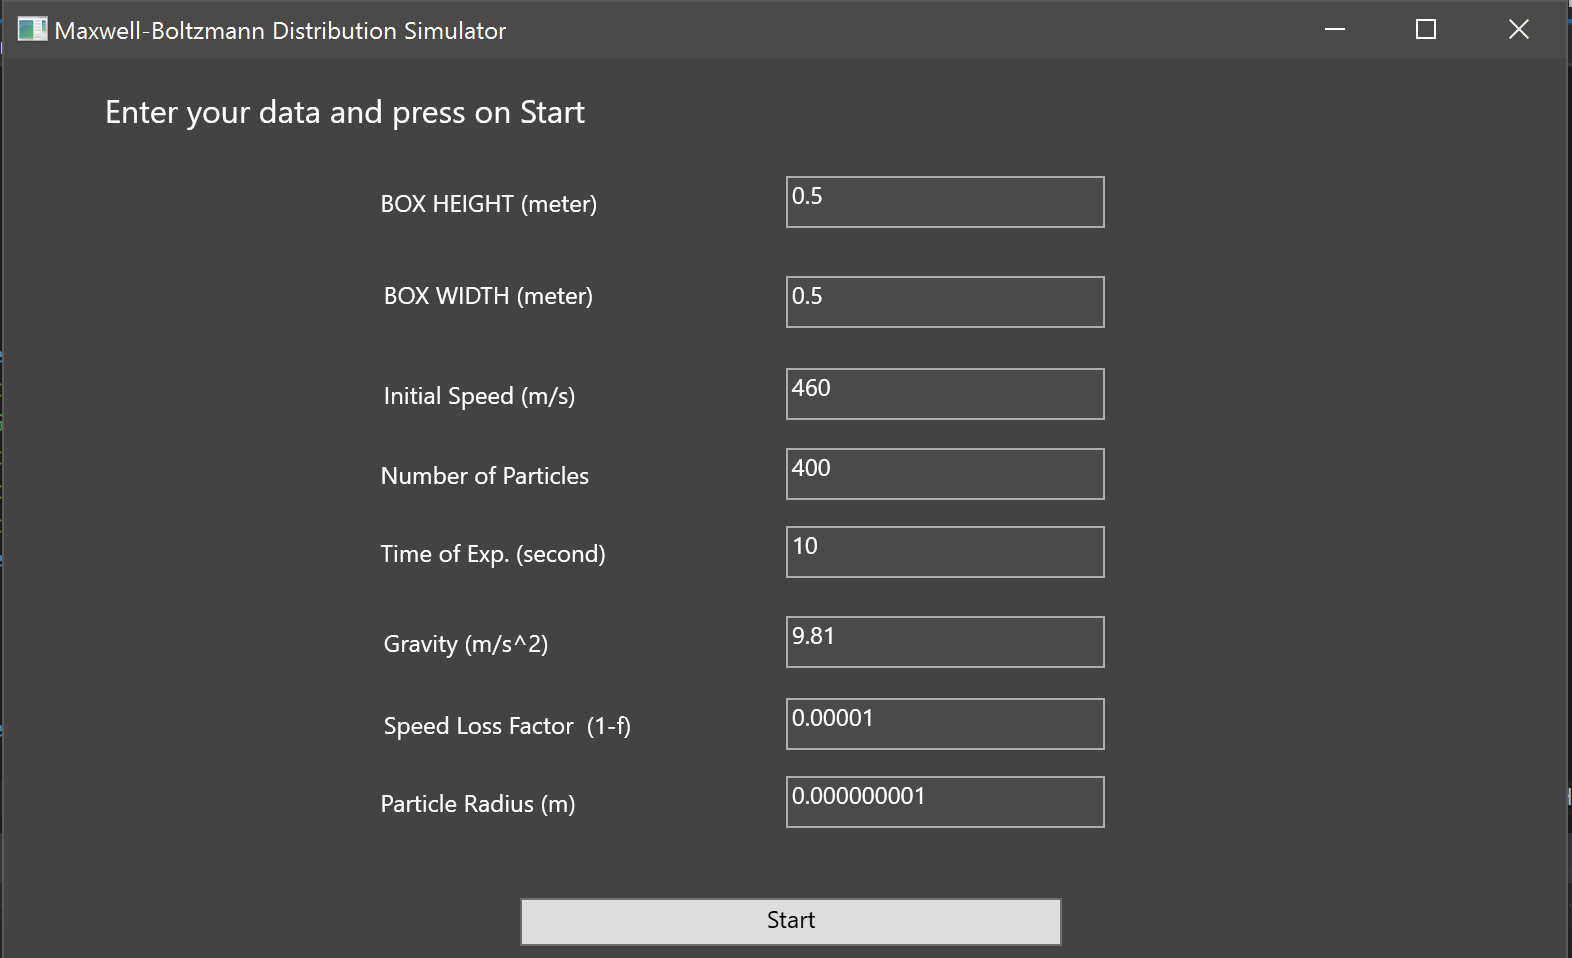 Maxwell-Boltzmann Distribution Simulator
Enter your data and press on Start
BOX HEIGHT (meter) 0.5
BOX WIDTH (meter) 0.5
Initial Speed (m/s) 460
Number of Particles 400
Time of Exp. (second) 10
Gravity (m/s^2) 9.81
Speed Loss Factor  (1-f) 0.00001
Particle Radius (m) 0.000000001
Start